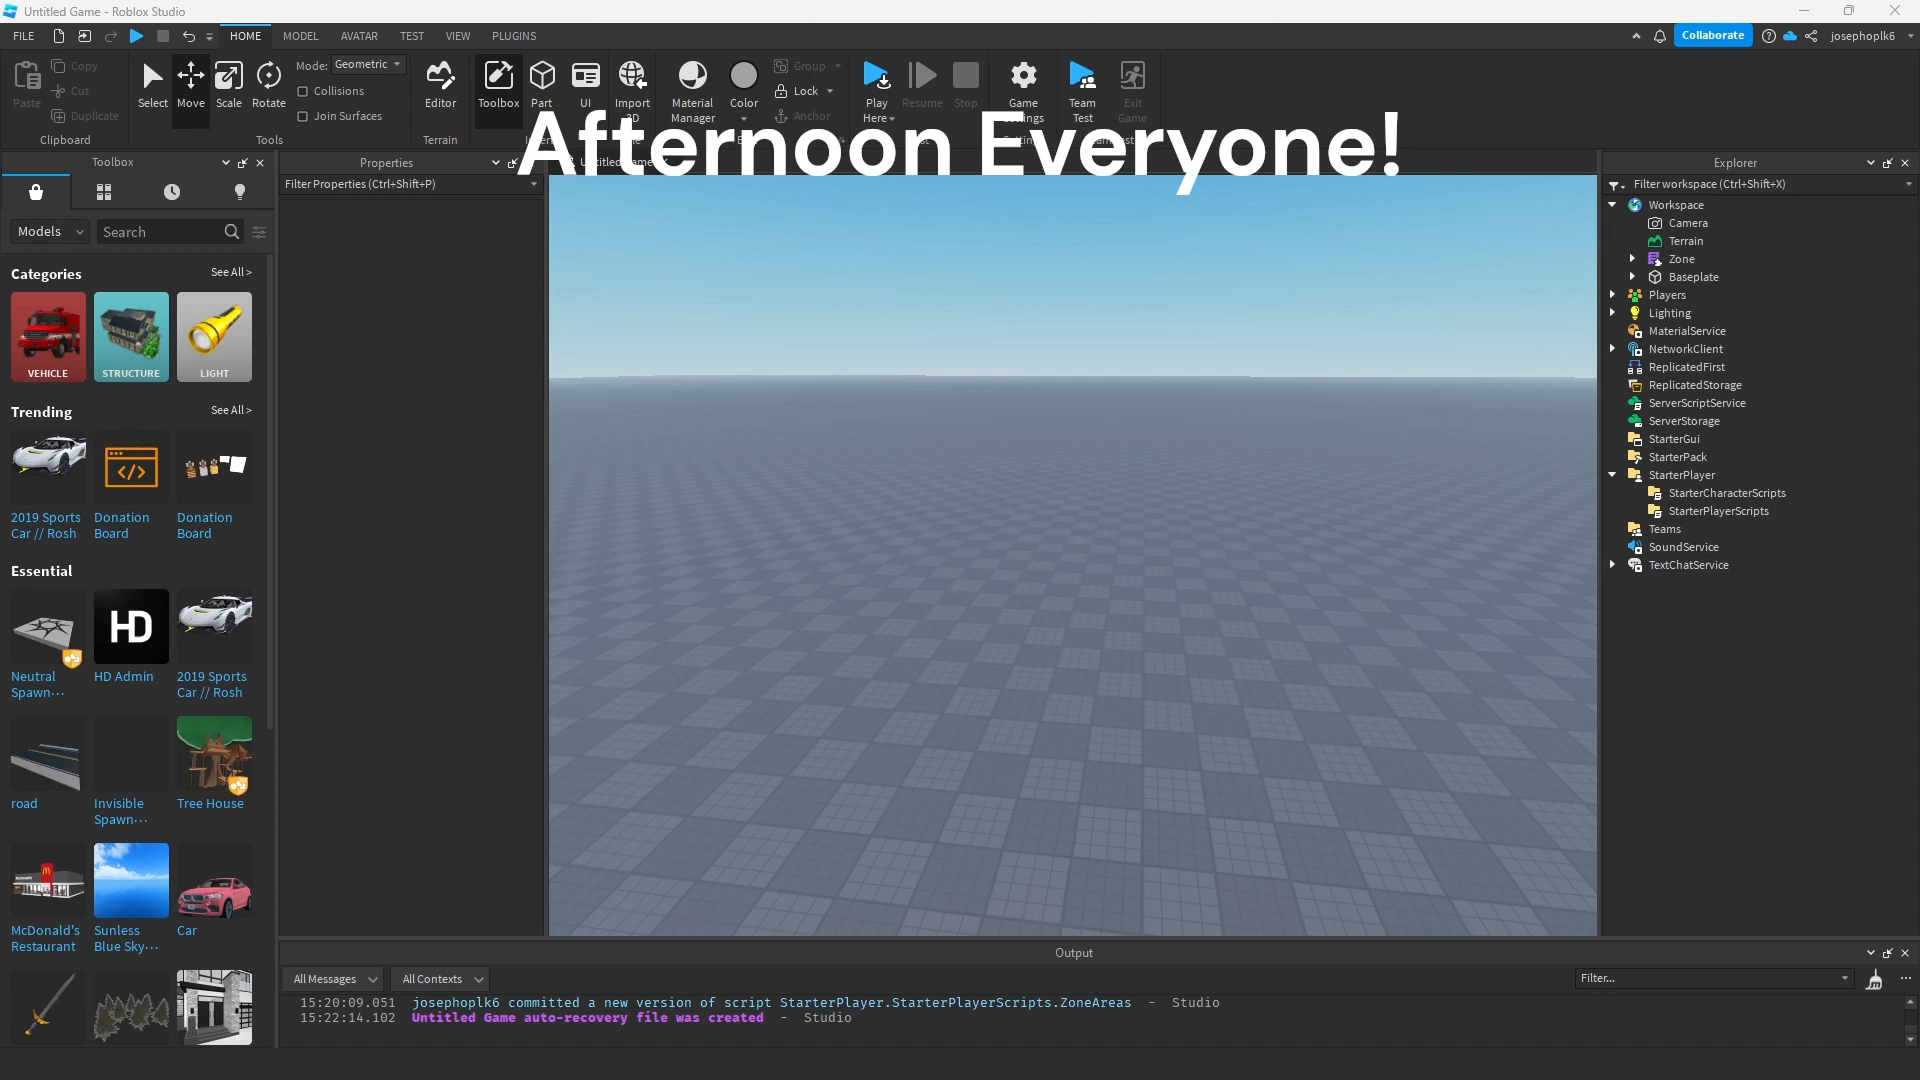 Untitled Game - Roblox Studio
FILE HOME MODEL AVATAR TEST VIEW PLUGINS Collaborate josephoplk6
Paste Copy Cut Duplicate Clipboard
Select Move Scale Rotate Mode: Geometric Collisions Join Surfaces Tools
Editor Terrain
Toolbox Part UI Import 3D
Material Manager Color Group Lock Anchor
Play Here Resume Stop
Game Settings Team Test Exit Game
Afternoon Everyone!
Toolbox
Models Search
Categories See All >
VEHICLE STRUCTURE LIGHT
Trending See All >
2019 Sports Car // Rosh
Donation Board
Donation Board
Essential
Neutral Spawn...
HD
HD Admin
2019 Sports Car // Rosh
road
Invisible Spawn...
Tree House
McDonald's Restaurant
Sunless Blue Sky...
Car
Properties
Filter Properties (Ctrl+Shift+P)
Explorer
Filter workspace (Ctrl+Shift+X)
Workspace
Camera
Terrain
Zone
Baseplate
Players
Lighting
MaterialService
NetworkClient
ReplicatedFirst
ReplicatedStorage
ServerScriptService
ServerStorage
StarterGui
StarterPack
StarterPlayer
StarterCharacterScripts
StarterPlayerScripts
Teams
SoundService
TextChatService
Output
All Messages All Contexts Filter...
15:20:09.051 josephoplk6 committed a new version of script StarterPlayer.StarterPlayerScripts.ZoneAreas - Studio
15:22:14.102 Untitled Game auto-recovery file was created - Studio